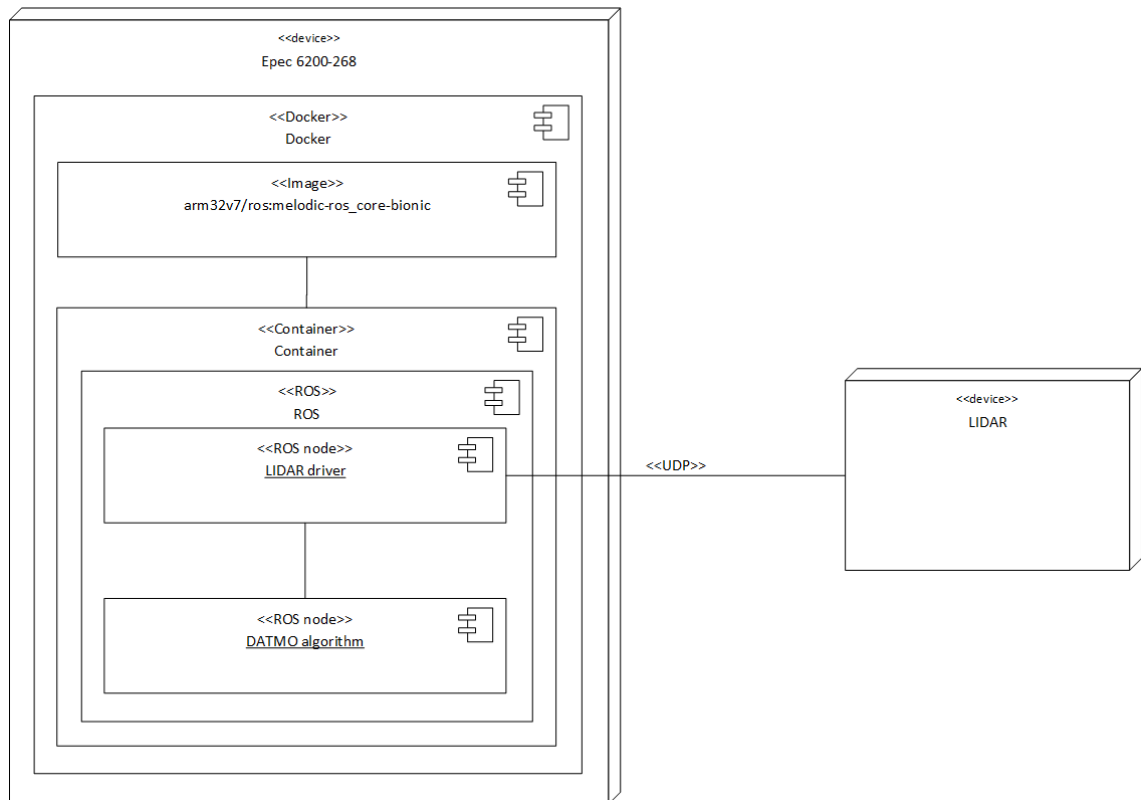 <<device>>
Epec 6200-268
<<Docker>>
Docker
<<Image>>
arm32v7/ros:melodic-ros_core-bionic
<<Container>>
Container
<<ROS>>
ROS
<<ROS node>>
LIDAR driver
<<UDP>>
<<device>>
LIDAR
<<ROS node>>
DATMO algorithm